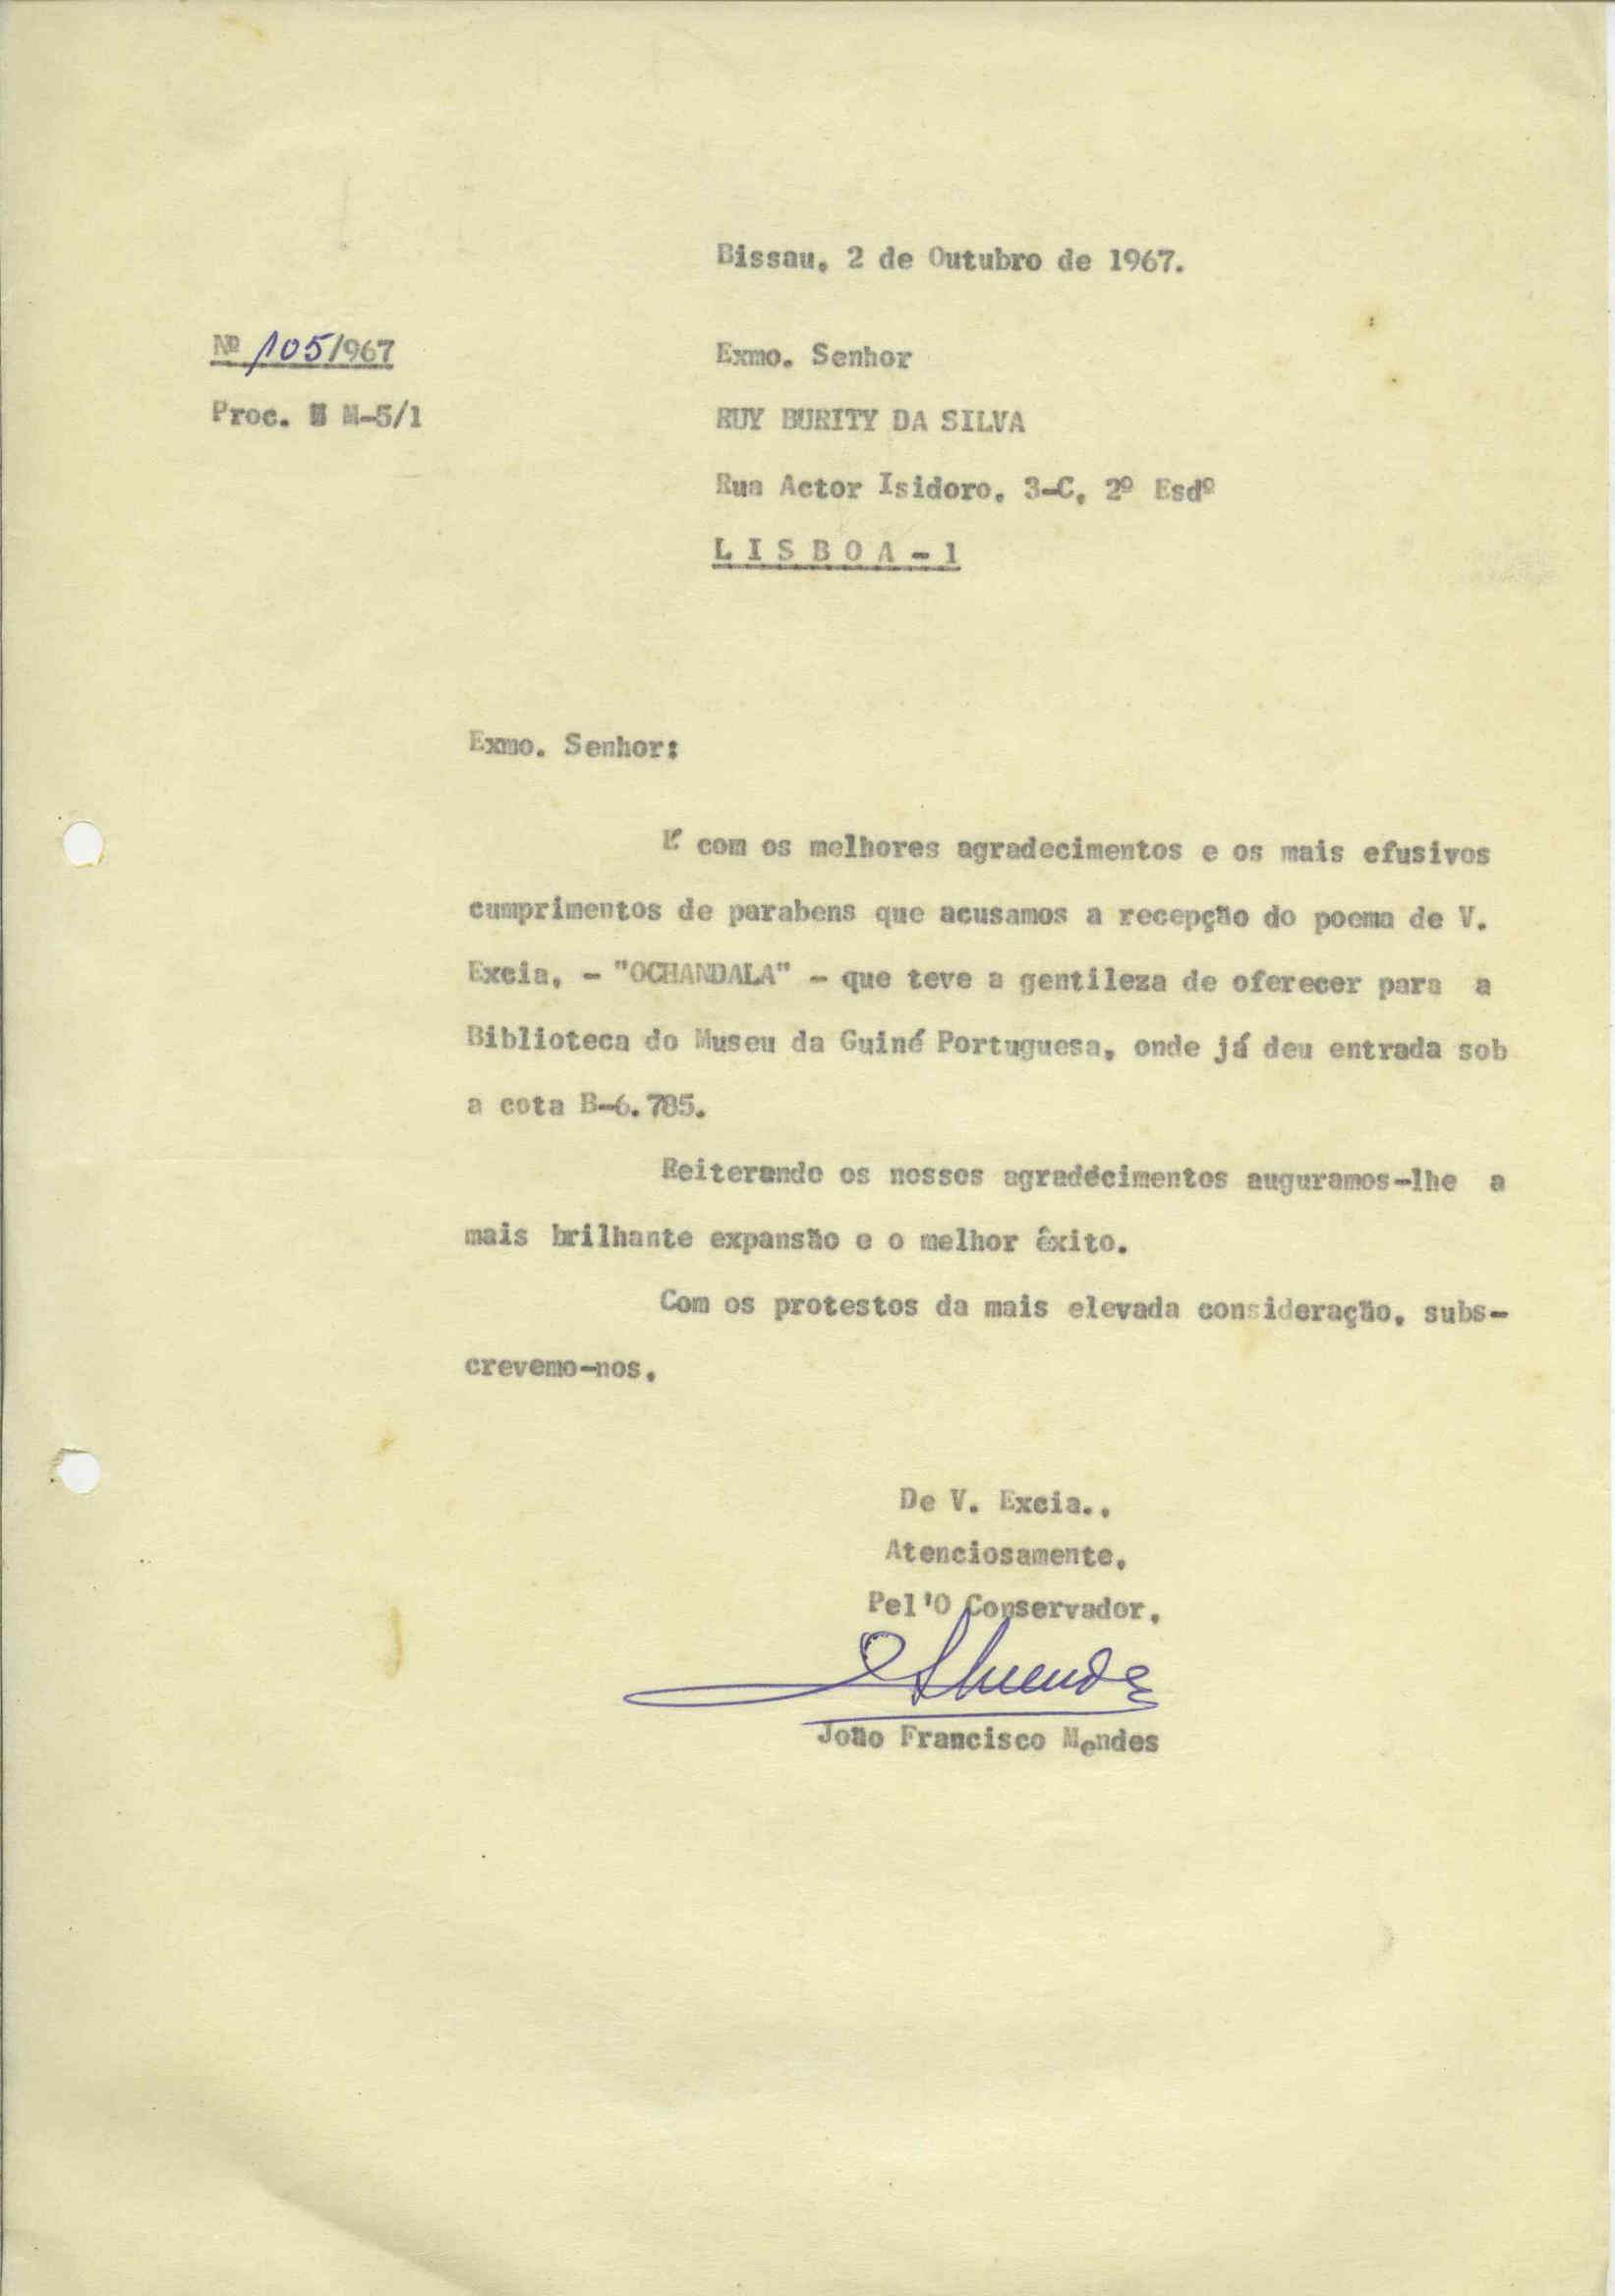 Bissau, 2 de Outubro de 1967.
Nº 105/967
Exmo. Senhor
Proc. M-5/1
RUY BURITY DA SILVA
Rua Actor Isidoro, 3-C, 2º Esdº
L I S B O A - 1
Exmo. Senhor:
É com os melhores agradecimentos e os mais efusivos
cumprimentos de parabens que acusamos a recepção do poema de V.
Excia, - "OCHANDALA" - que teve a gentileza de oferecer para a
Biblioteca do Museu da Guiné Portuguesa, onde já deu entrada sob
a cota B-6.785.
Reiterando os nossos agradécimentos auguramos-lhe a
mais brilhante expansão e o melhor êxito.
Com os protestos da mais elevada consideração, subs-
crevemo-nos,
De V. Excia.,
Atenciosamente,
Pel'O Conservador,
João Francisco Mendes